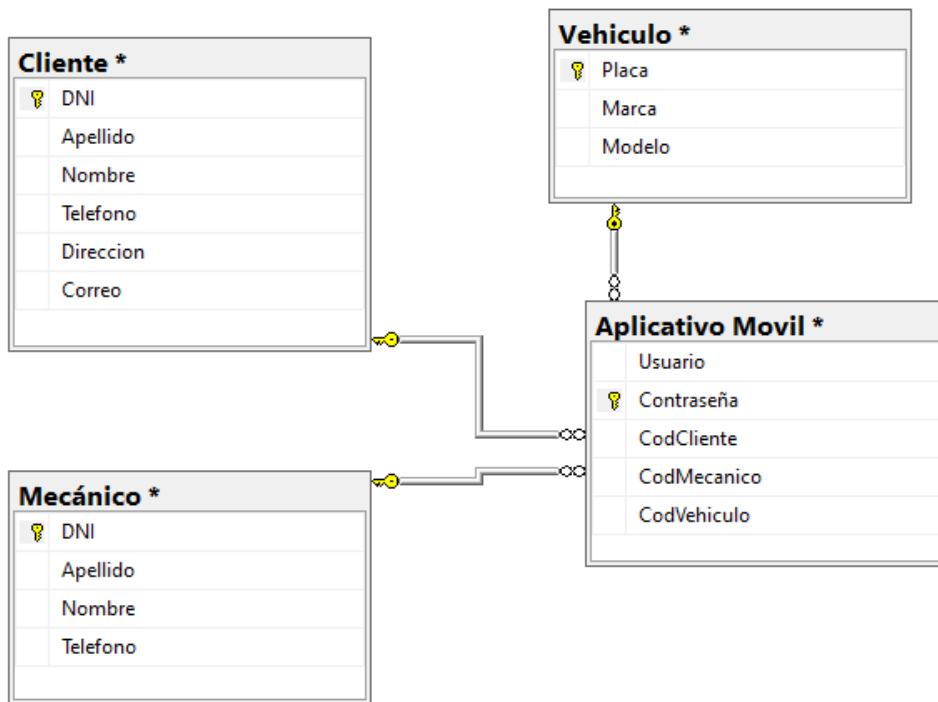 Cliente *
DNI
Apellido
Nombre
Telefono
Direccion
Correo
Vehiculo *
Placa
Marca
Modelo
Aplicativo Movil *
Usuario
Contraseña
CodCliente
CodMecanico
CodVehiculo
Mecánico *
DNI
Apellido
Nombre
Telefono